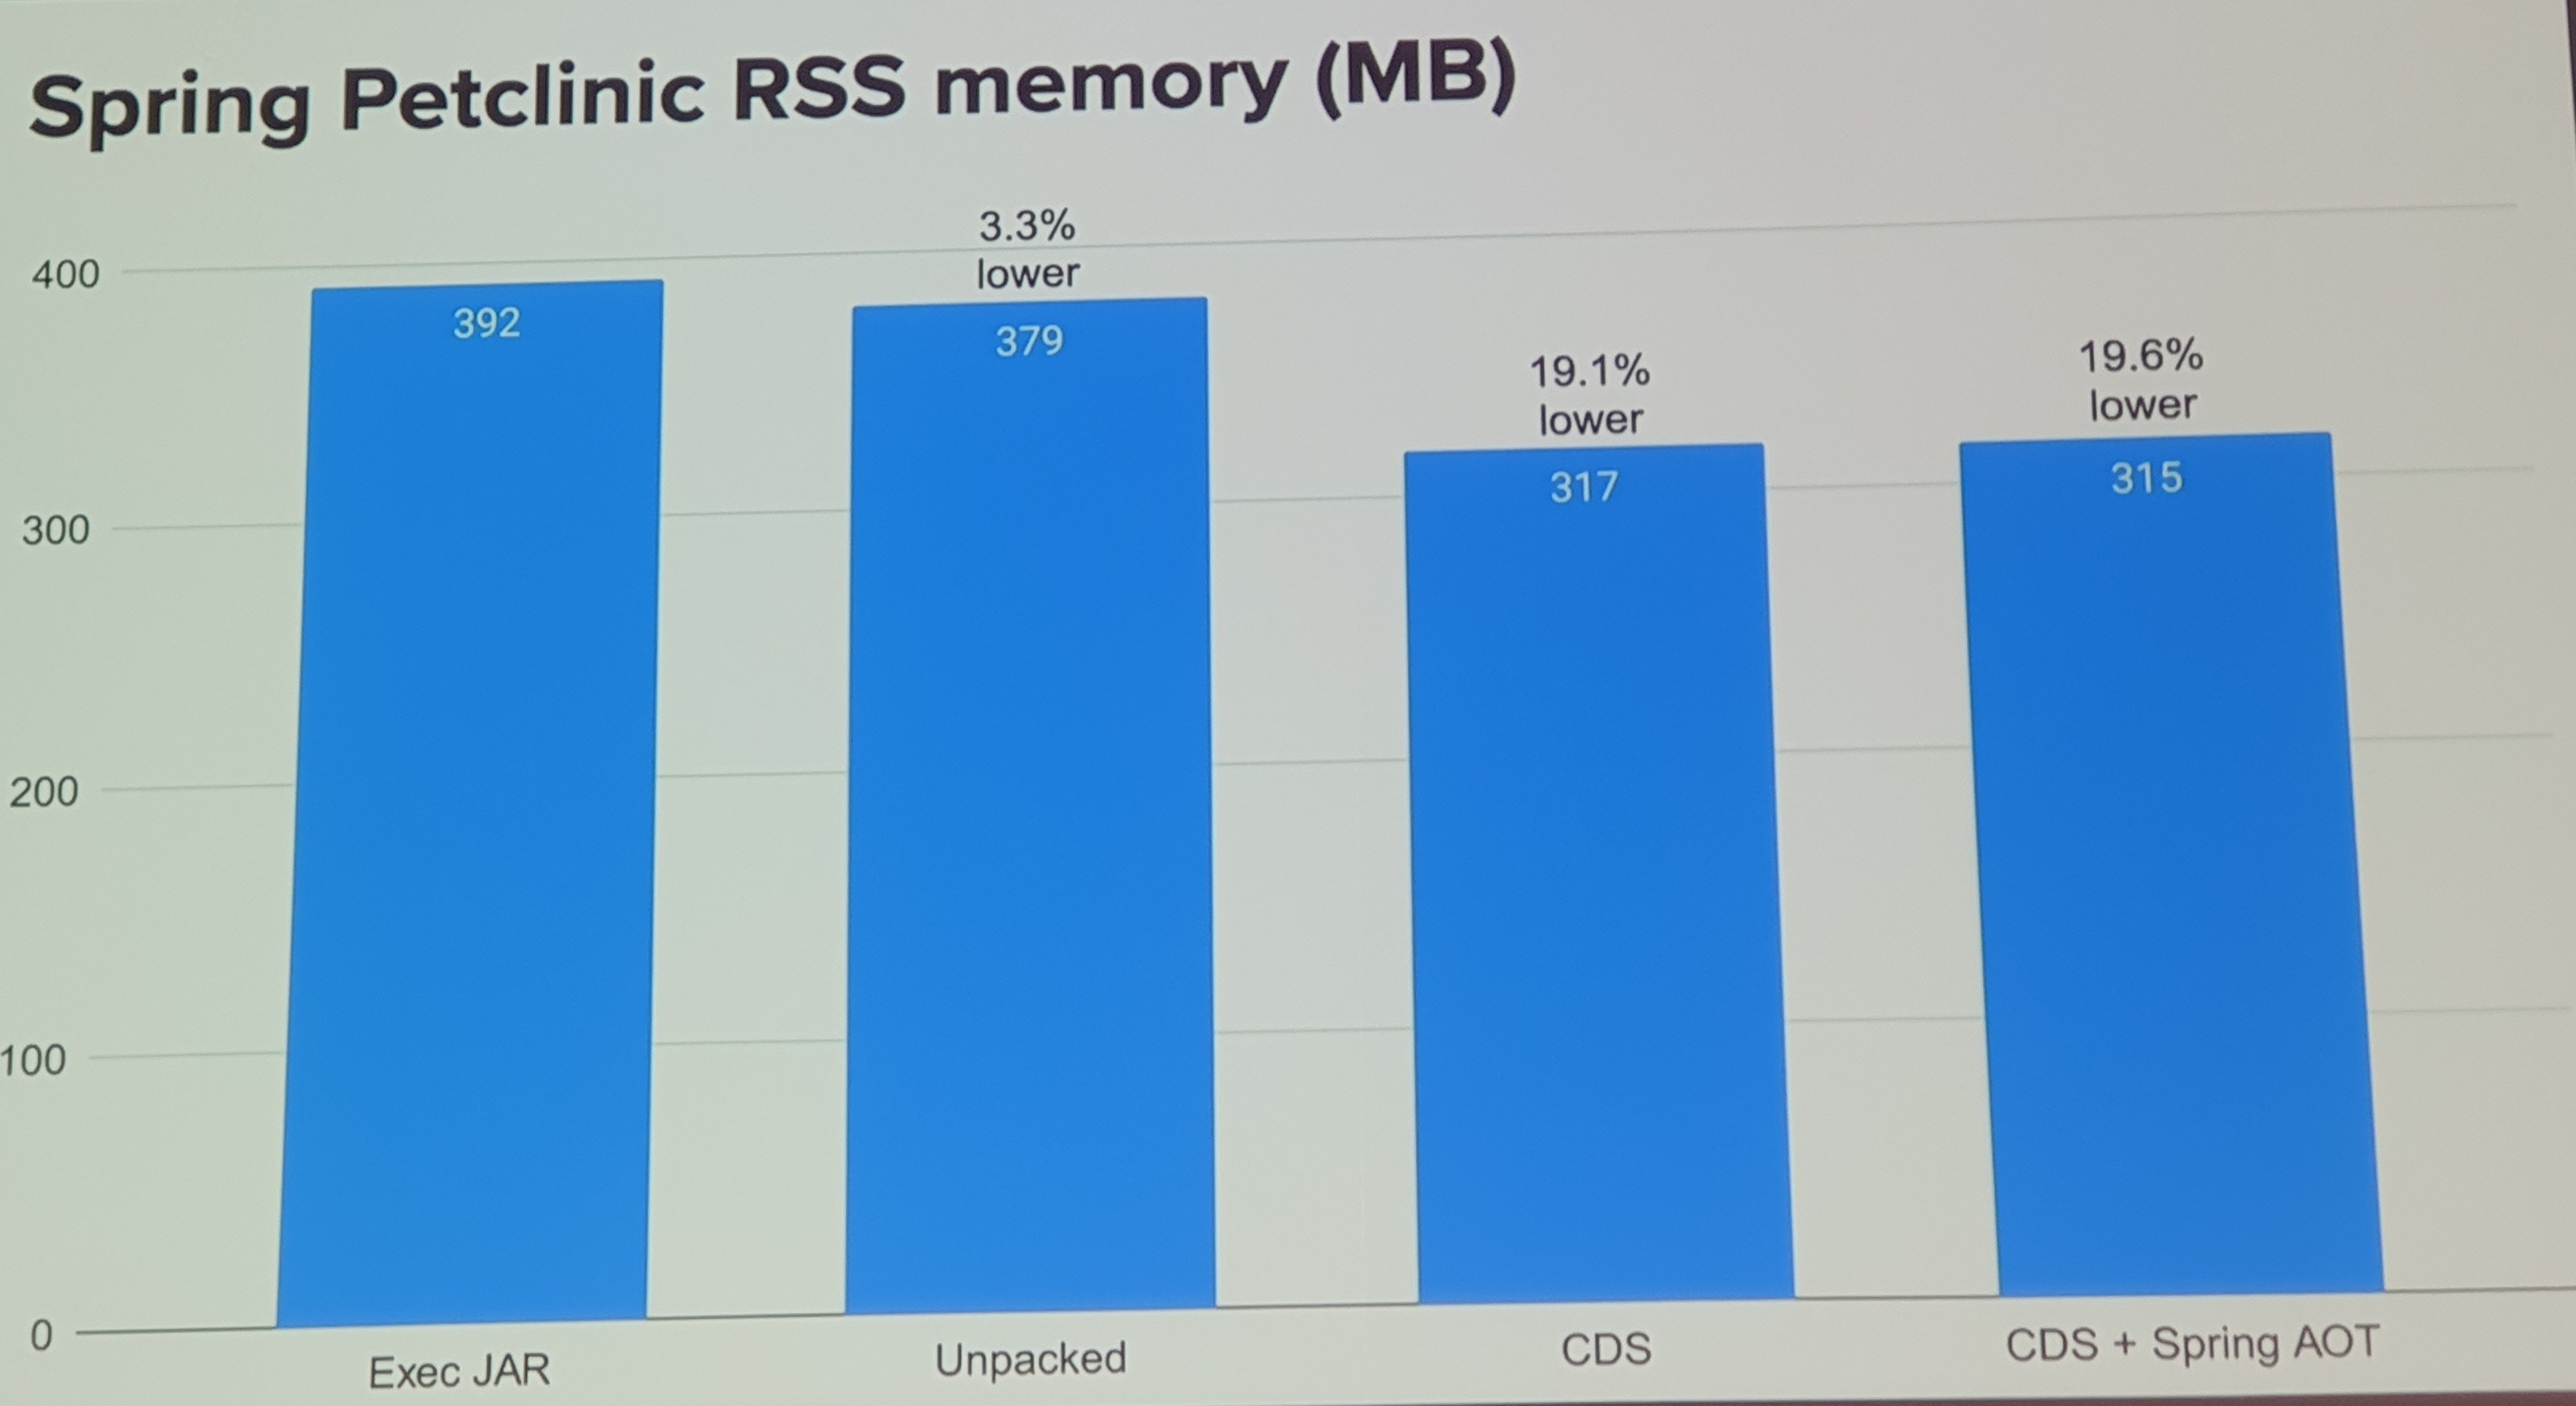 Spring Petclinic RSS memory (MB)
400
300
200
100
0
3.3%
lower
19.1%
lower
19.6%
lower
392
379
317
315
Exec JAR
Unpacked
CDS
CDS + Spring AOT